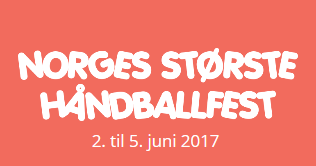 NORGES STØRSTE
HÅNDBALLFEST
2. til 5. juni 2017